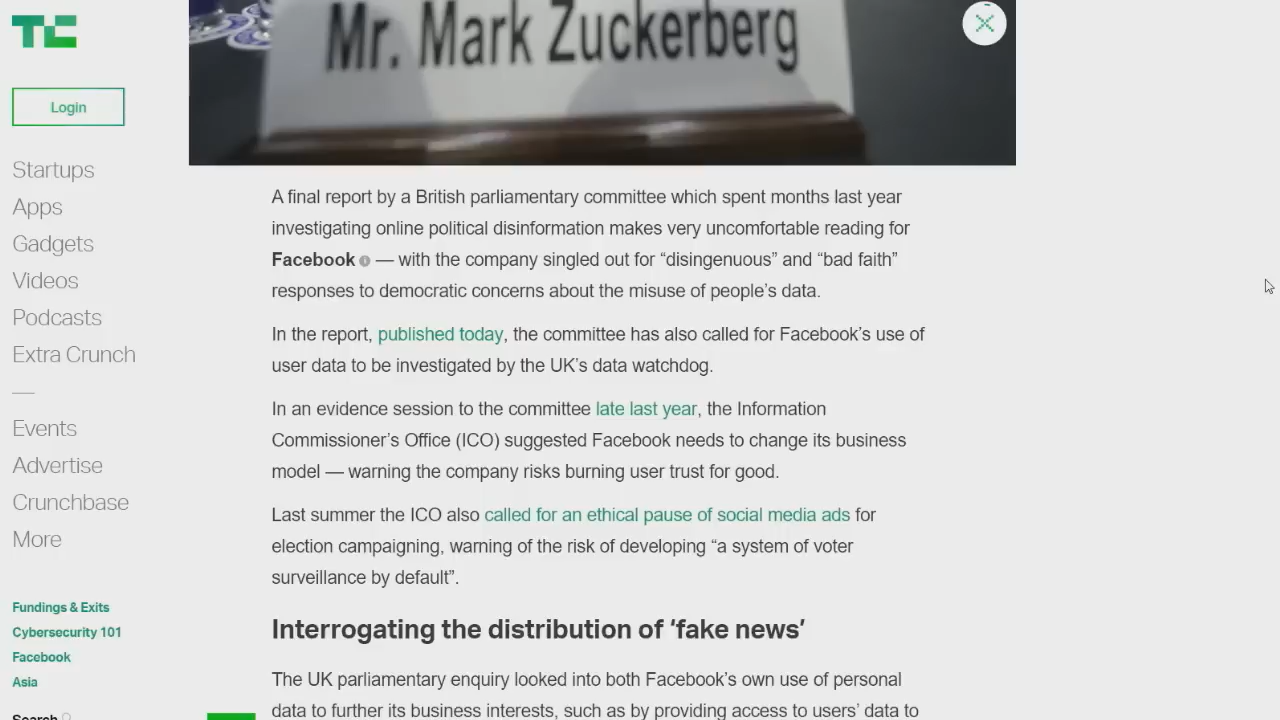 Mr. Mark Zuckerberg
TC
Login
Startups
Apps
Gadgets
Videos
Podcasts
Extra Crunch
—
Events
Advertise
Crunchbase
More
Fundings & Exits
Cybersecurity 101
Facebook
Asia
Search
A final report by a British parliamentary committee which spent months last year
investigating online political disinformation makes very uncomfortable reading for
Facebook — with the company singled out for “disingenuous” and “bad faith”
responses to democratic concerns about the misuse of people’s data.
In the report, published today, the committee has also called for Facebook’s use of
user data to be investigated by the UK’s data watchdog.
In an evidence session to the committee late last year, the Information
Commissioner’s Office (ICO) suggested Facebook needs to change its business
model — warning the company risks burning user trust for good.
Last summer the ICO also called for an ethical pause of social media ads for
election campaigning, warning of the risk of developing “a system of voter
surveillance by default”.
Interrogating the distribution of ‘fake news’
The UK parliamentary enquiry looked into both Facebook’s own use of personal
data to further its business interests, such as by providing access to users’ data to